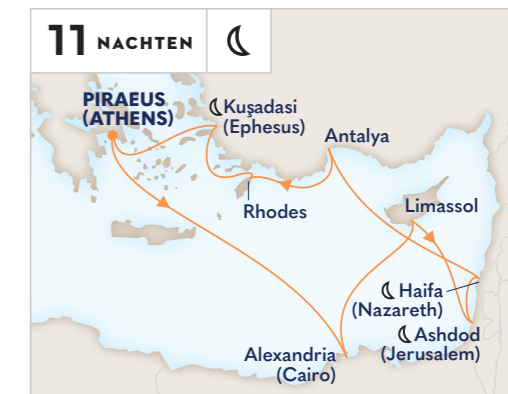 11 NACHTEN
PIRAEUS
(ATHENS)
Kuşadasi
(Ephesus)
Antalya
Rhodes
Limassol
Haifa
(Nazareth)
Ashdod
(Jerusalem)
Alexandria
(Cairo)